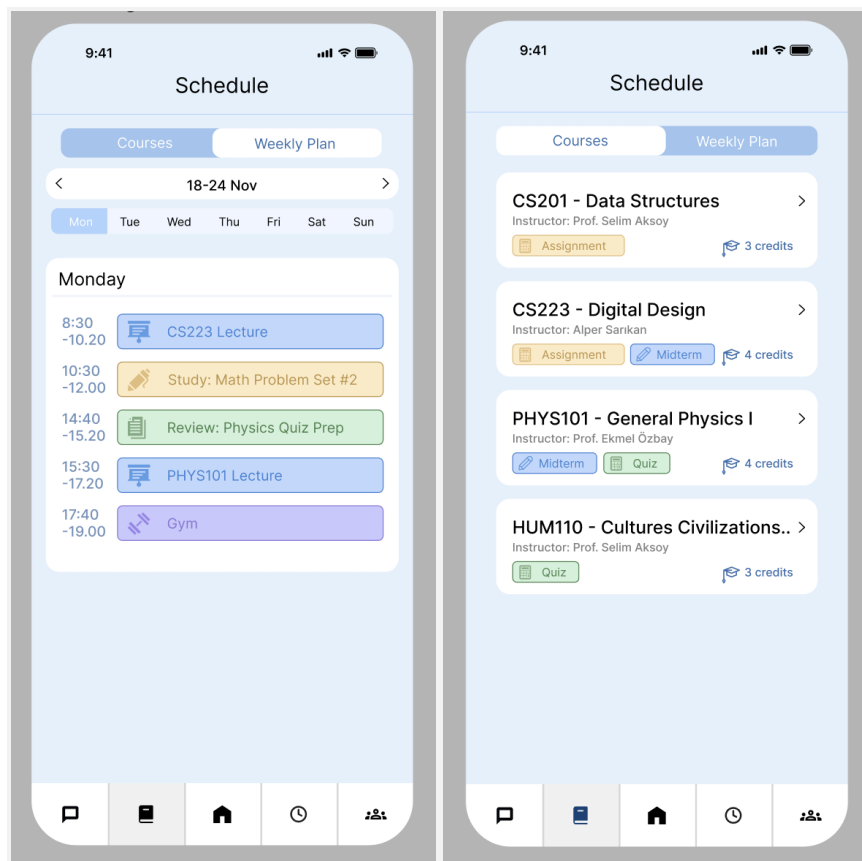 9:41
Schedule
Courses
Weekly Plan
18-24 Nov
Mon Tue Wed Thu Fri Sat Sun
Monday
8:30
-10.20
CS223 Lecture
10:30
-12.00
Study: Math Problem Set #2
14:40
-15.20
Review: Physics Quiz Prep
15:30
-17.20
PHYS101 Lecture
17:40
-19.00
Gym
9:41
Schedule
Courses
Weekly Plan
CS201 - Data Structures
Instructor: Prof. Selim Aksoy
Assignment
3 credits
CS223 - Digital Design
Instructor: Alper Sarıkan
Assignment
Midterm
4 credits
PHYS101 - General Physics I
Instructor: Prof. Ekmel Özbay
Midterm
Quiz
4 credits
HUM110 - Cultures Civilizations..
Instructor: Prof. Selim Aksoy
Quiz
3 credits